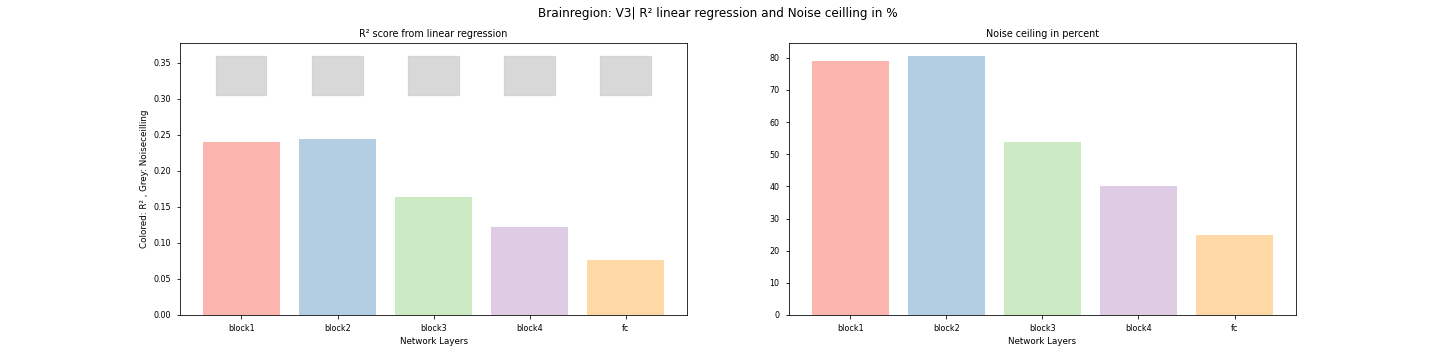 Brainregion: V3| R² linear regression and Noise ceilling in %
R² score from linear regression
Colored: R² , Grey: Noiseceilling
0.35
0.30
0.25
0.20
0.15
0.10
0.05
0.00
block1 block2 block3 block4 fc
Network Layers
Noise ceiling in percent
80
70
60
50
40
30
20
10
0
block1 block2 block3 block4 fc
Network Layers